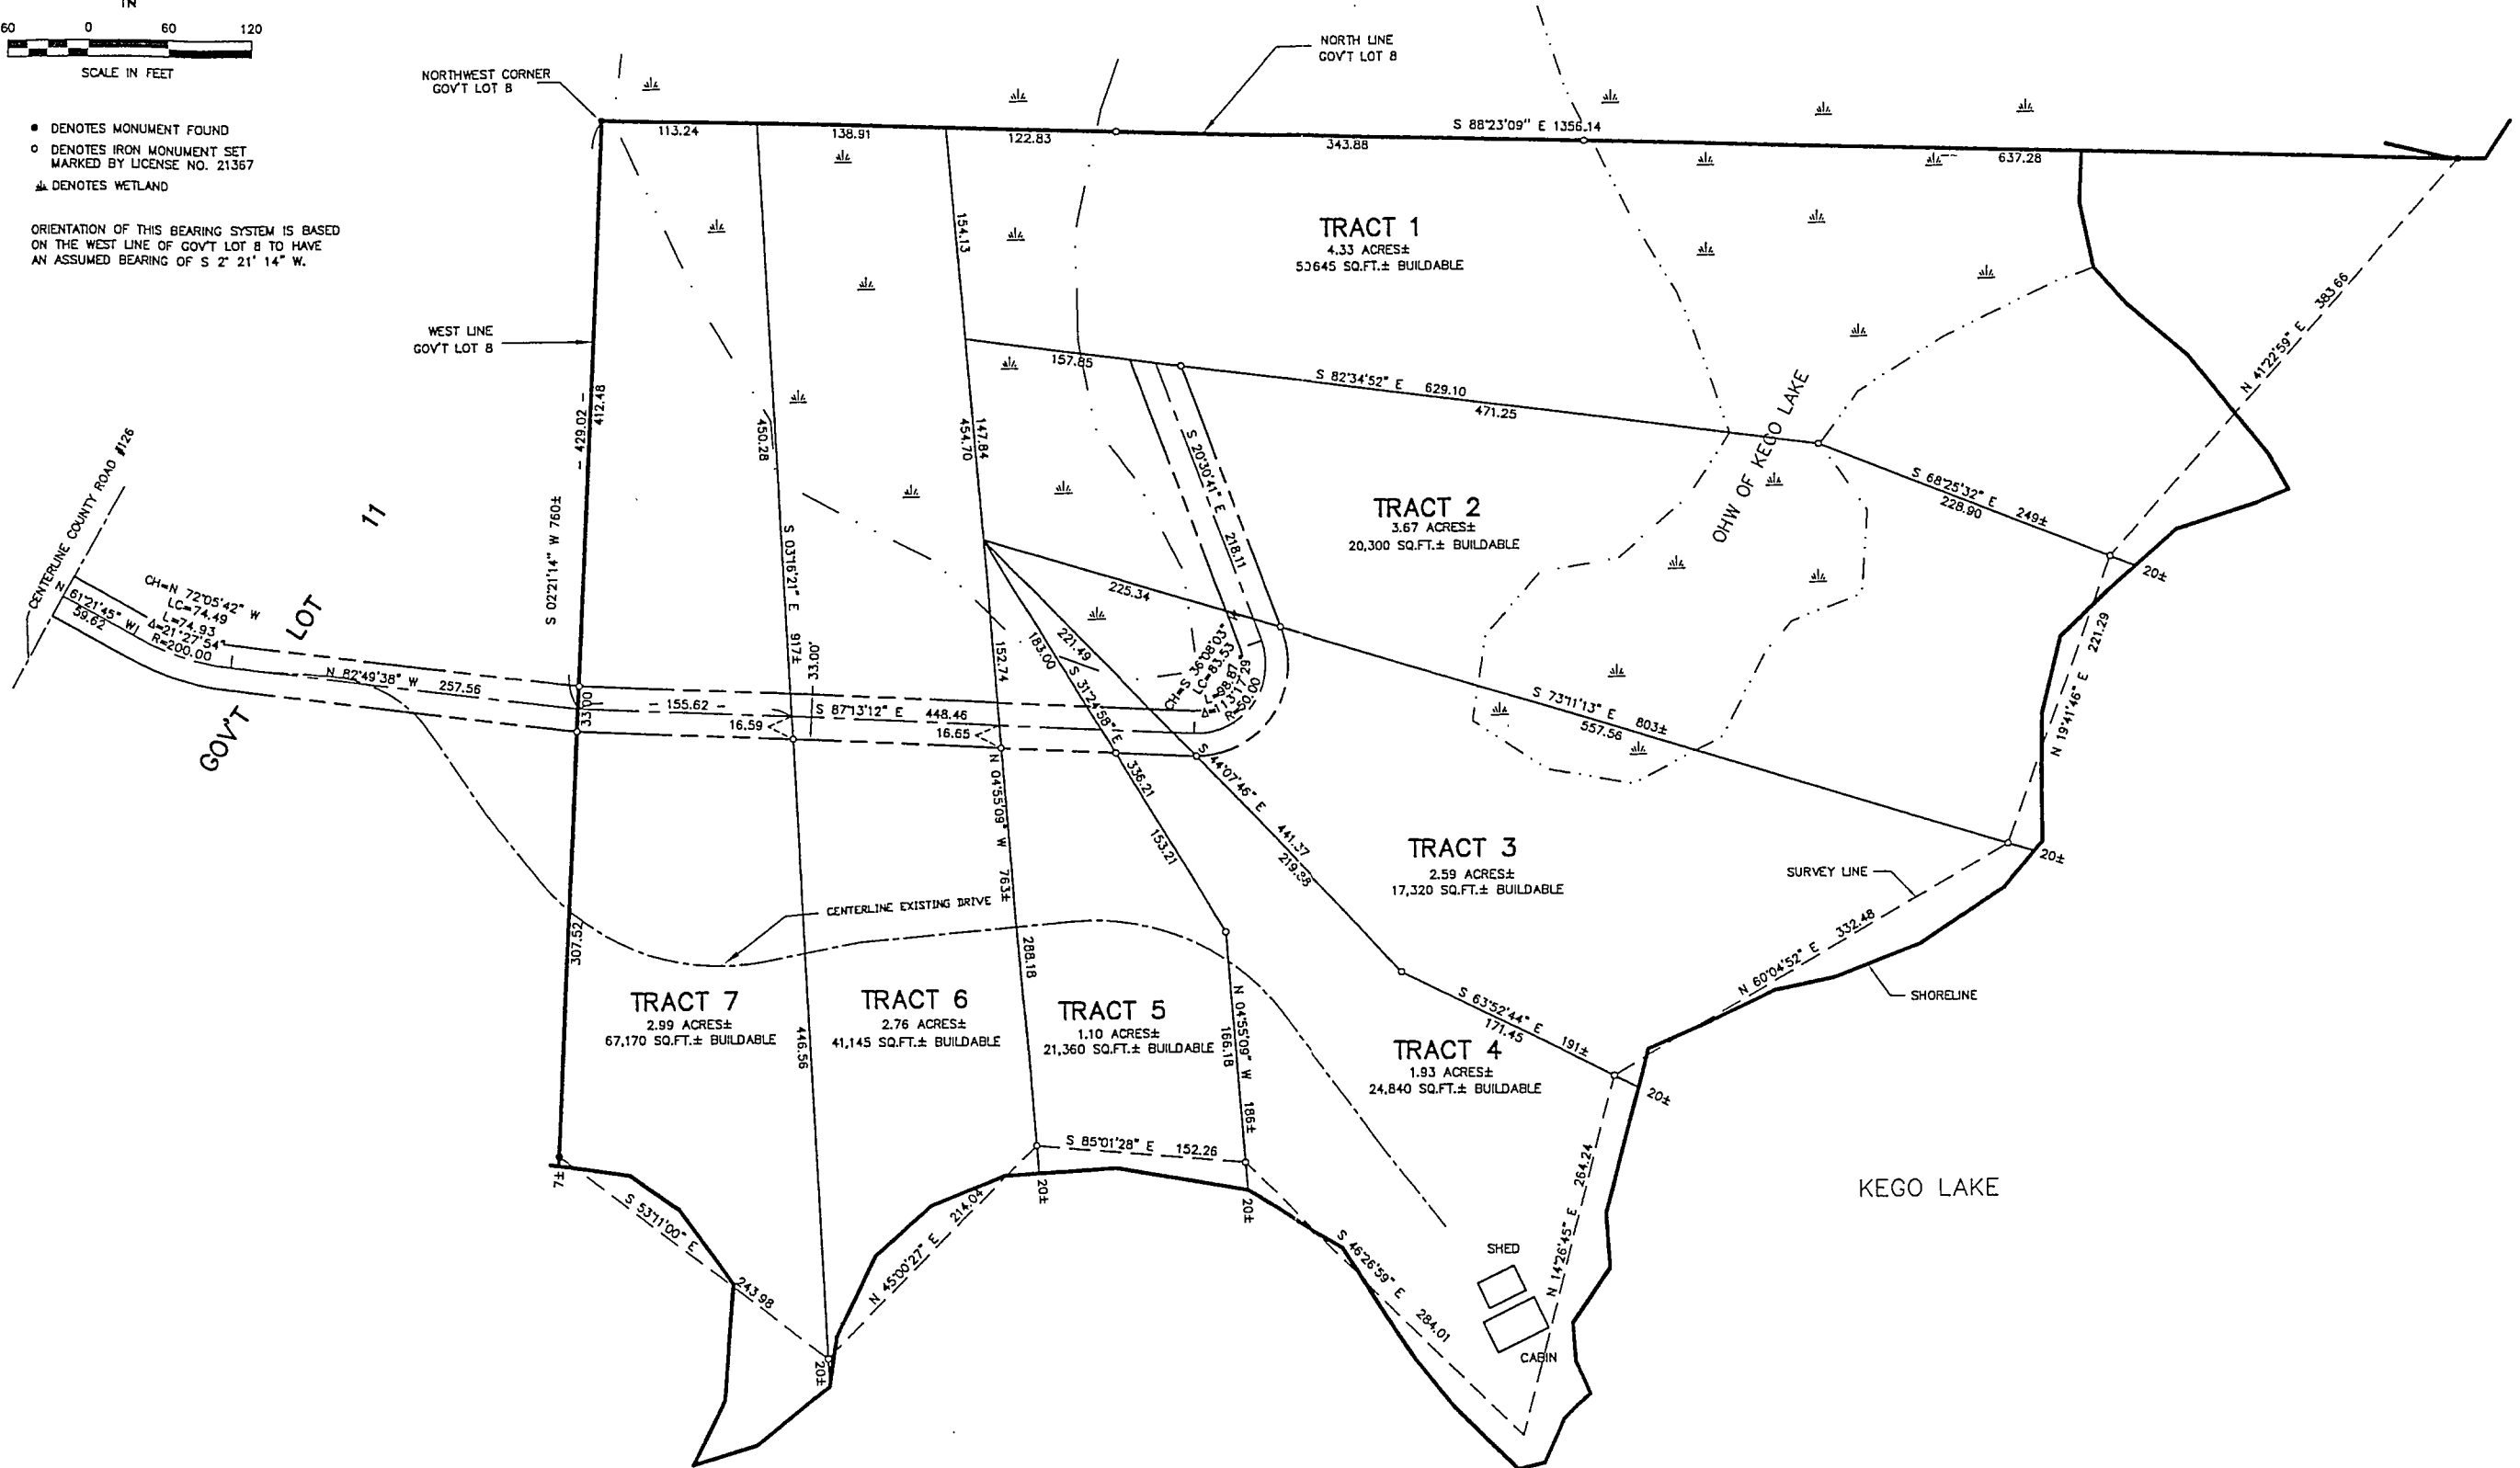 IN
60 0 60 120
SCALE IN FEET
● DENOTES MONUMENT FOUND
○ DENOTES IRON MONUMENT SET
MARKED BY LICENSE NO. 21367
DENOTES WETLAND
ORIENTATION OF THIS BEARING SYSTEM IS BASED
ON THE WEST LINE OF GOV'T LOT 8 TO HAVE
AN ASSUMED BEARING OF S 2° 21' 14" W.
NORTHWEST CORNER
GOV'T LOT 8
NORTH LINE
GOV'T LOT 8
113.24
138.91
122.83
343.88
S 88°23'09" E 1356.14
637.28
WEST LINE
GOV'T LOT 8
- 429.02 -
412.48
S 02°21'14" W 760±
450.28
S 03°16'21" E 917±
33.00'
154.13
147.84
454.70
152.74
TRACT 1
4.33 ACRES±
157.85
S 82°34'52" E 629.10
471.25
S 20°30'41" E 218.11
TRACT 2
3.67 ACRES±
20,300 SQ.FT.± BUILDABLE
OHW OF KEGO LAKE
N 41°22'59" E 383.66
S 68°25'32" E 249±
228.90
20±
221.29
N 19°41'46" E
225.34
221.49
183.00
S 31°24'58" E
CH=S 36°08'03"
LC=83.53
L=98.87
Δ=113°17'29"
R=50.00
S 73°11'13" E 803±
557.56
20±
CENTERLINE COUNTY ROAD #126
N 61°21'45" W
59.62
CH=N 72°05'42" W
LC=74.49
L=74.93
Δ=21°27'54"
R=200.00
GOV'T LOT 11
N 82°49'38" W 257.56
33.00
- 155.62 -
S 87°13'12" E 448.46
16.59
16.65
N 04°55'09" W 763±
336.21
153.21
S 44°07'46" E 441.37
219.88
TRACT 3
2.59 ACRES±
17,320 SQ.FT.± BUILDABLE
SURVEY LINE
N 60°04'52" E 332.48
SHORELINE
CENTERLINE EXISTING DRIVE
307.52
288.18
TRACT 7
2.99 ACRES±
67,170 SQ.FT.± BUILDABLE
446.56
TRACT 6
2.76 ACRES±
41,145 SQ.FT.± BUILDABLE
TRACT 5
1.10 ACRES±
21,360 SQ.FT.± BUILDABLE
N 04°55'09" W
166.18
186±
S 63°52'44" E 191±
171.45
TRACT 4
1.93 ACRES±
24,840 SQ.FT.± BUILDABLE
20±
S 85°01'28" E 152.26
20±
20±
7±
S 53°11'00" E
243.98
N 45°00'27" E 214.04
20±
S 46°26'59" E 284.01
N 14°26'45" E 264.24
SHED
CABIN
KEGO LAKE